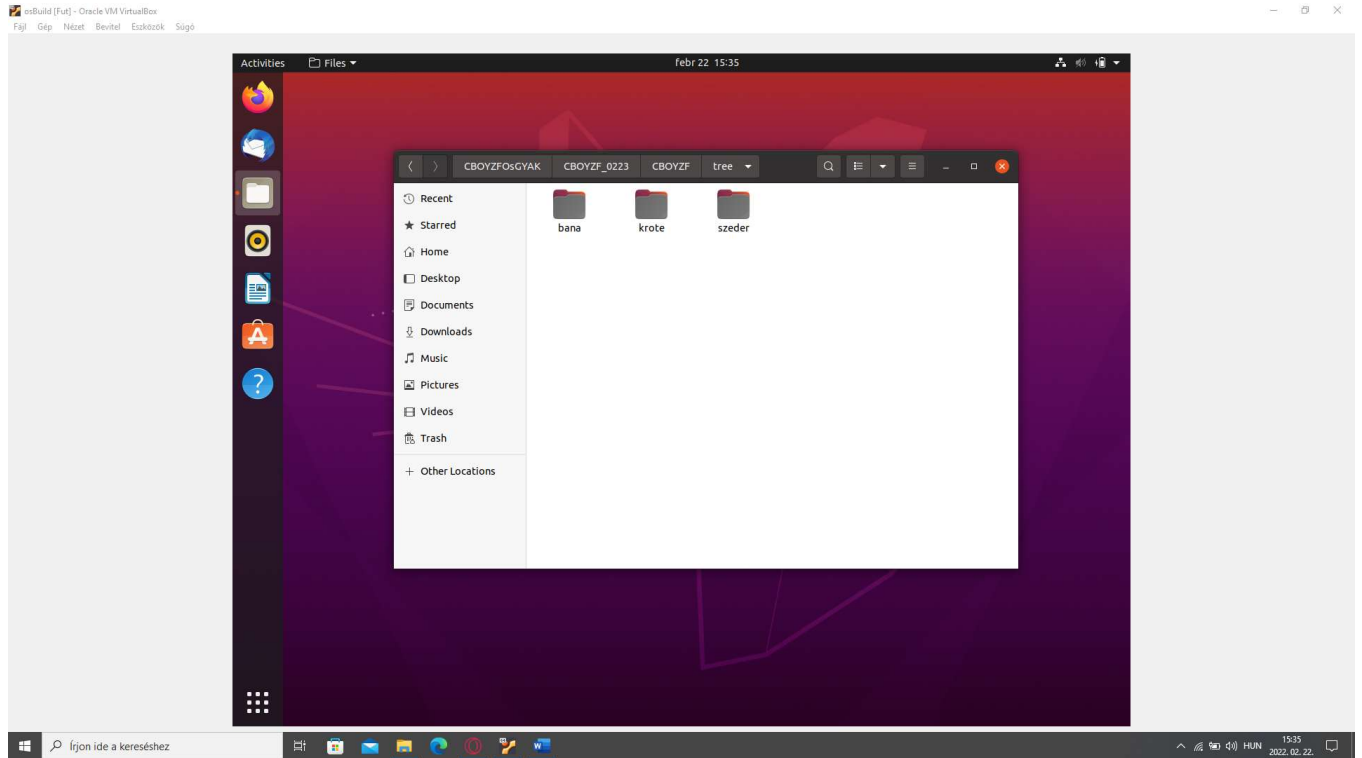 osBuild [Fut] - Oracle VM VirtualBox
Fájl Gép Nézet Bevitel Eszközök Súgó
Activities Files febr 22 15:35
CBOYZFOsGYAK CBOYZF_0223 CBOYZF tree
Recent
Starred
Home
Desktop
Documents
Downloads
Music
Pictures
Videos
Trash
Other Locations
bana krote szeder
Írjon ide a kereséshez
HUN
15:35
2022. 02. 22.